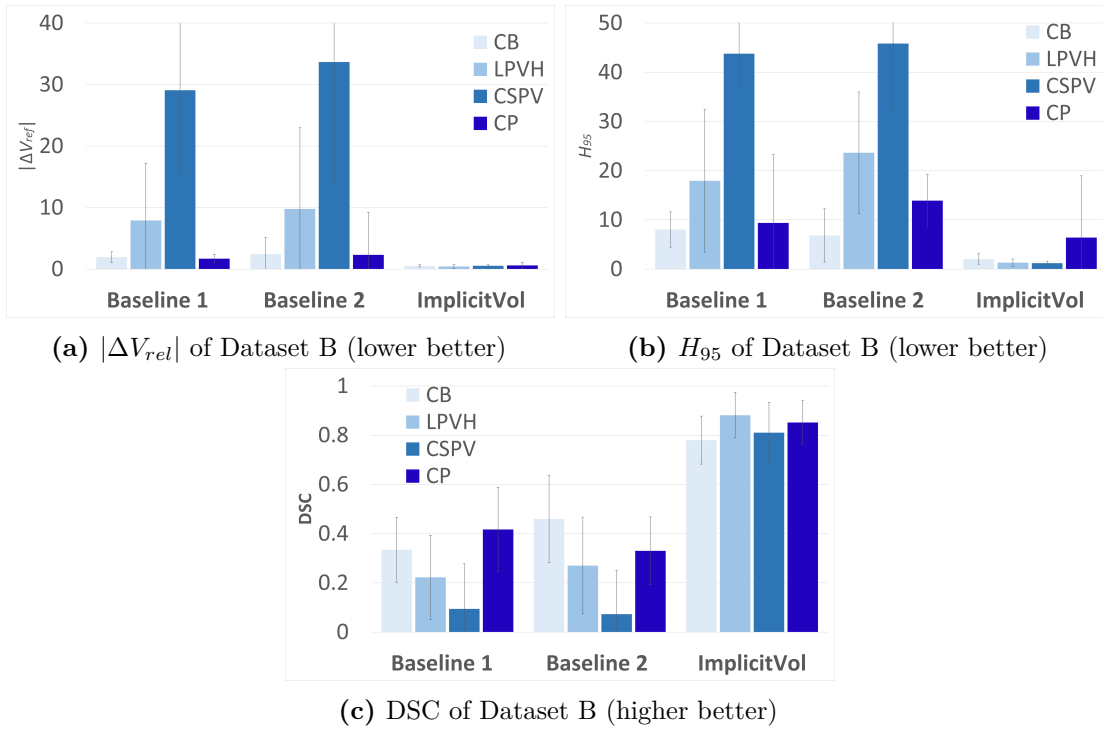 40
30
20
10
0
|ΔVref|
CB
LPVH
CSPV
CP
Baseline 1 Baseline 2 ImplicitVol
(a) |ΔVrel| of Dataset B (lower better)
50
40
30
20
10
0
H95
CB
LPVH
CSPV
CP
Baseline 1 Baseline 2 ImplicitVol
(b) H95 of Dataset B (lower better)
1
0.8
0.6
0.4
0.2
0
DSC
CB
LPVH
CSPV
CP
Baseline 1 Baseline 2 ImplicitVol
(c) DSC of Dataset B (higher better)